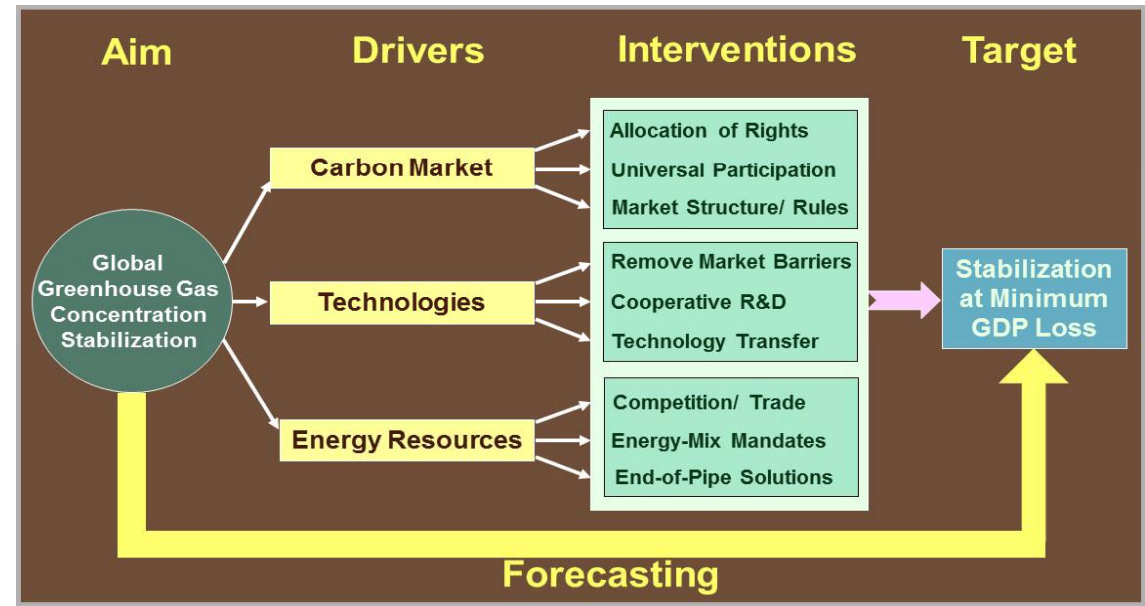 Aim
Drivers
Interventions
Target
Global
Greenhouse Gas
Concentration
Stabilization
Carbon Market
Technologies
Energy Resources
Allocation of Rights
Universal Participation
Market Structure/ Rules
Remove Market Barriers
Cooperative R&D
Technology Transfer
Competition/ Trade
Energy-Mix Mandates
End-of-Pipe Solutions
Stabilization
at Minimum
GDP Loss
Forecasting